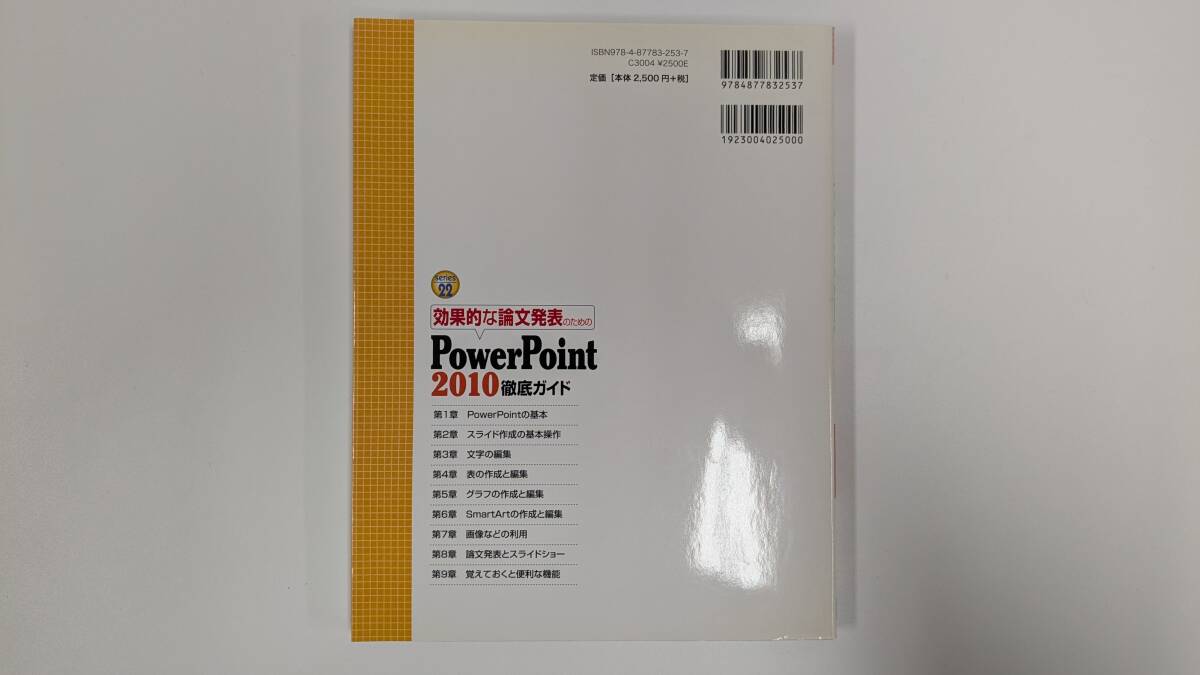 ISBN978-4-87783-253-7
C3004 ¥2500E
定価 [本体 2,500 円+税]
9784877832537
1923004025000
series
22
効果的な論文発表のための
PowerPoint
2010 徹底ガイド
第1章 PowerPointの基本
第2章 スライド作成の基本操作
第3章 文字の編集
第4章 表の作成と編集
第5章 グラフの作成と編集
第6章 SmartArtの作成と編集
第7章 画像などの利用
第8章 論文発表とスライドショー
第9章 覚えておくと便利な機能